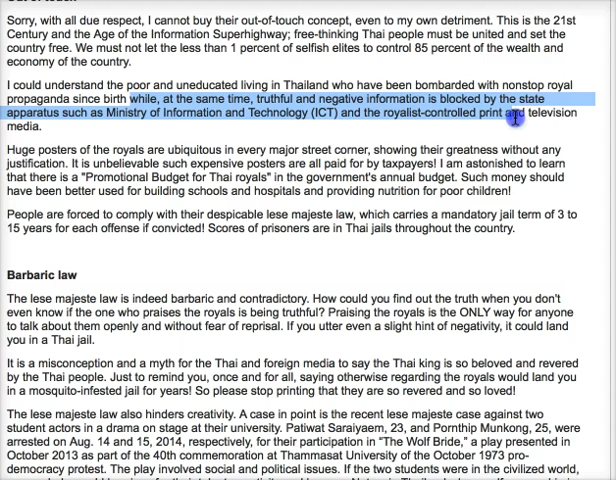 Sorry, with all due respect, I cannot buy their out-of-touch concept, even to my own detriment. This is the 21st
Century and the Age of the Information Superhighway; free-thinking Thai people must be united and set the
country free. We must not let the less than 1 percent of selfish elites to control 85 percent of the wealth and
economy of the country.
I could understand the poor and uneducated living in Thailand who have been bombarded with nonstop royal
propaganda since birth while, at the same time, truthful and negative information is blocked by the state
apparatus such as Ministry of Information and Technology (ICT) and the royalist-controlled print and television
media.
Huge posters of the royals are ubiquitous in every major street corner, showing their greatness without any
justification. It is unbelievable such expensive posters are all paid for by taxpayers! I am astonished to learn
that there is a "Promotional Budget for Thai royals" in the government's annual budget. Such money should
have been better used for building schools and hospitals and providing nutrition for poor children!
People are forced to comply with their despicable lese majeste law, which carries a mandatory jail term of 3 to
15 years for each offense if convicted! Scores of prisoners are in Thai jails throughout the country.
Barbaric law
The lese majeste law is indeed barbaric and contradictory. How could you find out the truth when you don't
even know if the one who praises the royals is being truthful? Praising the royals is the ONLY way for anyone
to talk about them openly and without fear of reprisal. If you utter even a slight hint of negativity, it could land
you in a Thai jail.
It is a misconception and a myth for the Thai and foreign media to say the Thai king is so beloved and revered
by the Thai people. Just to remind you, once and for all, saying otherwise regarding the royals would land you
in a mosquito-infested jail for years! So please stop printing that they are so revered and so loved!
The lese majeste law also hinders creativity. A case in point is the recent lese majeste case against two
student actors in a drama on stage at their university. Patiwat Saraiyaem, 23, and Pornthip Munkong, 25, were
arrested on Aug. 14 and 15, 2014, respectively, for their participation in "The Wolf Bride," a play presented in
October 2013 as part of the 40th commemoration at Thammasat University of the October 1973 pro-
democracy protest. The play involved social and political issues. If the two students were in the civilized world,